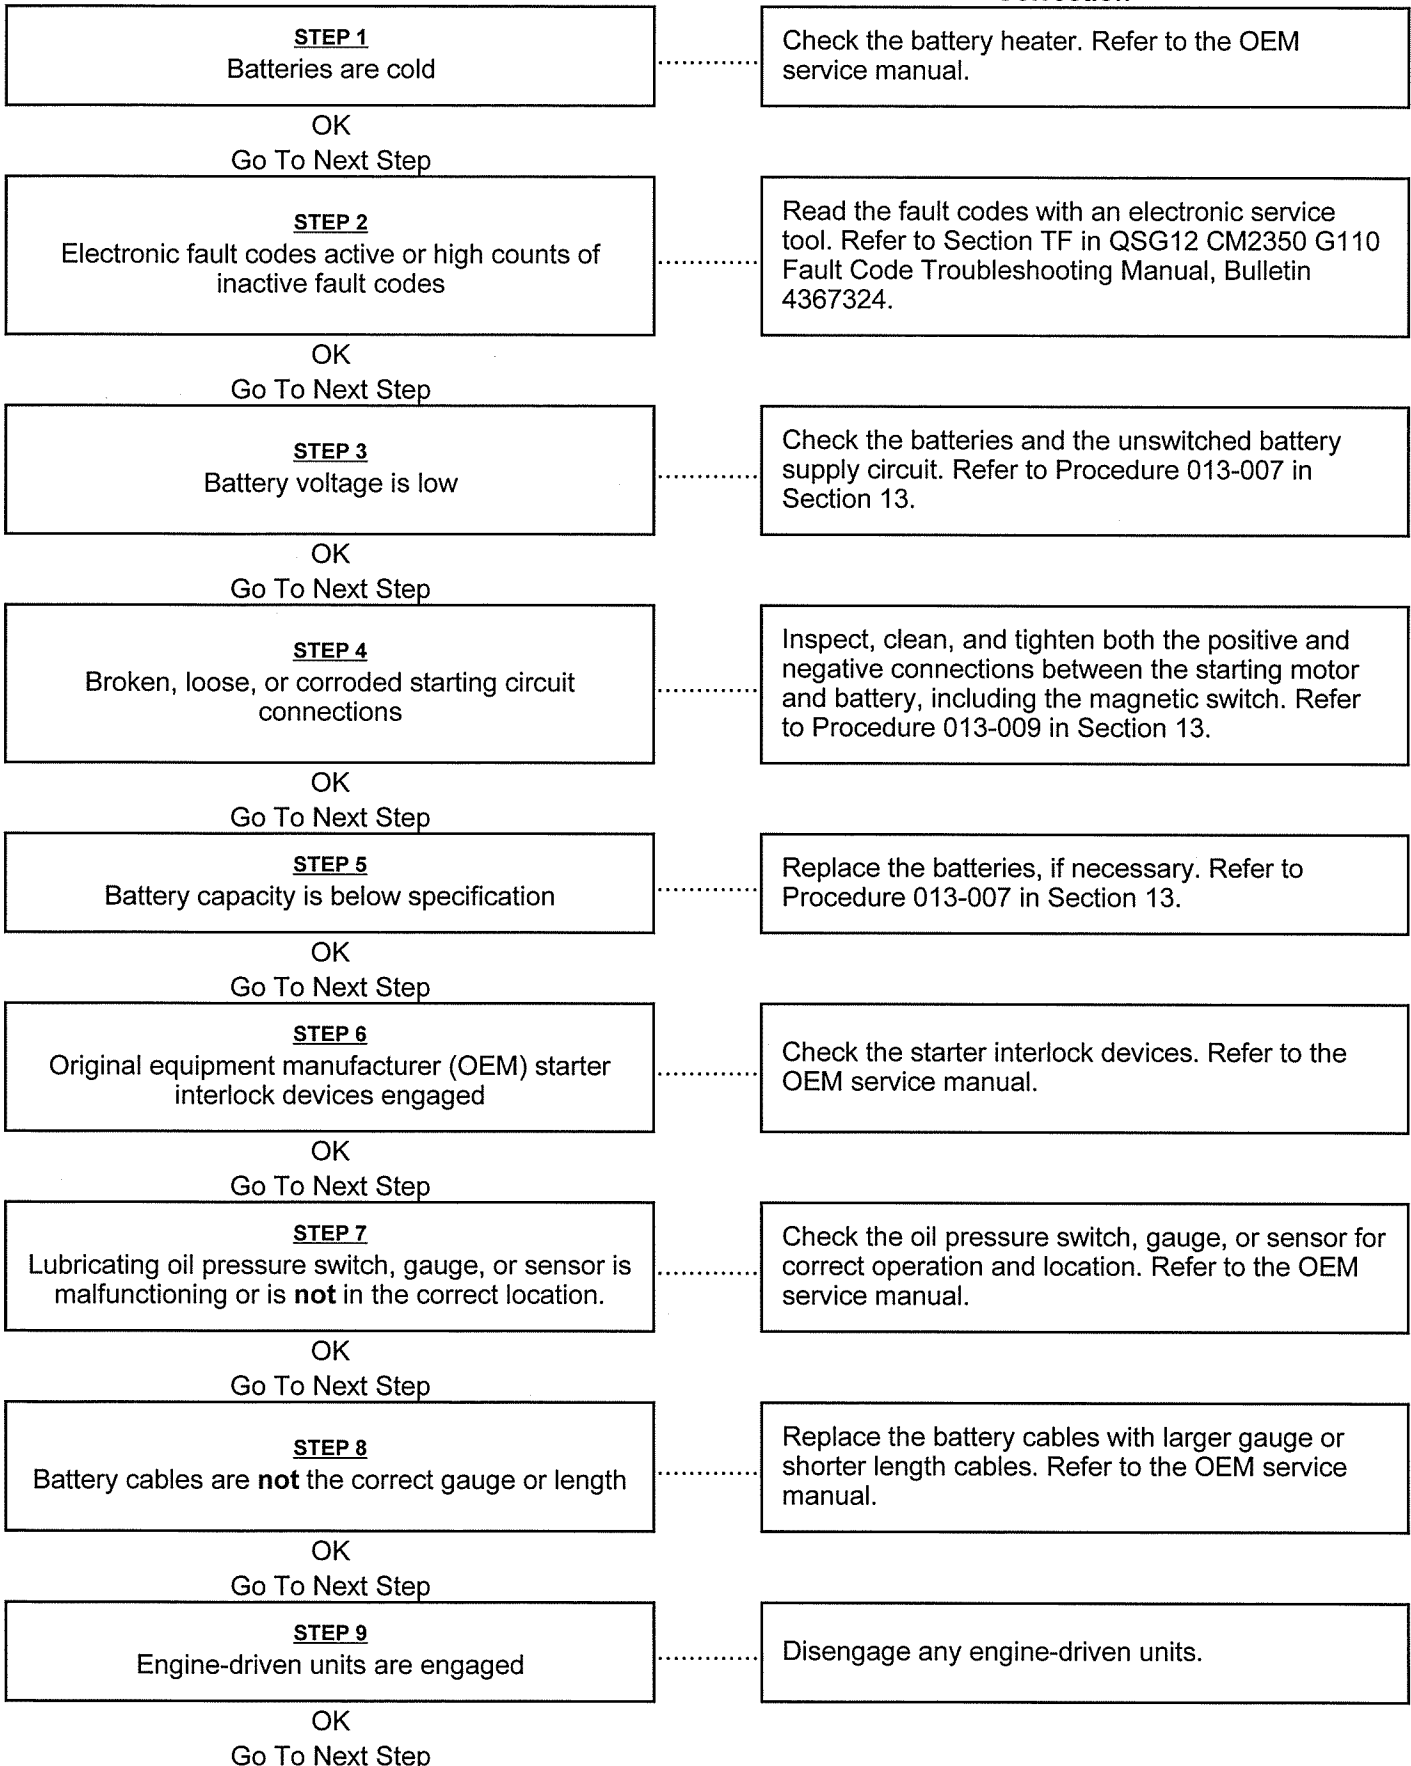 STEP 1
Batteries are cold
Check the battery heater. Refer to the OEM
service manual.
OK
Go To Next Step
STEP 2
Electronic fault codes active or high counts of
inactive fault codes
Read the fault codes with an electronic service
tool. Refer to Section TF in QSG12 CM2350 G110
Fault Code Troubleshooting Manual, Bulletin
4367324.
OK
Go To Next Step
STEP 3
Battery voltage is low
Check the batteries and the unswitched battery
supply circuit. Refer to Procedure 013-007 in
Section 13.
OK
Go To Next Step
STEP 4
Broken, loose, or corroded starting circuit
connections
Inspect, clean, and tighten both the positive and
negative connections between the starting motor
and battery, including the magnetic switch. Refer
to Procedure 013-009 in Section 13.
OK
Go To Next Step
STEP 5
Battery capacity is below specification
Replace the batteries, if necessary. Refer to
Procedure 013-007 in Section 13.
OK
Go To Next Step
STEP 6
Original equipment manufacturer (OEM) starter
interlock devices engaged
Check the starter interlock devices. Refer to the
OEM service manual.
OK
Go To Next Step
STEP 7
Lubricating oil pressure switch, gauge, or sensor is
malfunctioning or is not in the correct location.
Check the oil pressure switch, gauge, or sensor for
correct operation and location. Refer to the OEM
service manual.
OK
Go To Next Step
STEP 8
Battery cables are not the correct gauge or length
Replace the battery cables with larger gauge or
shorter length cables. Refer to the OEM service
manual.
OK
Go To Next Step
STEP 9
Engine-driven units are engaged
Disengage any engine-driven units.
OK
Go To Next Step